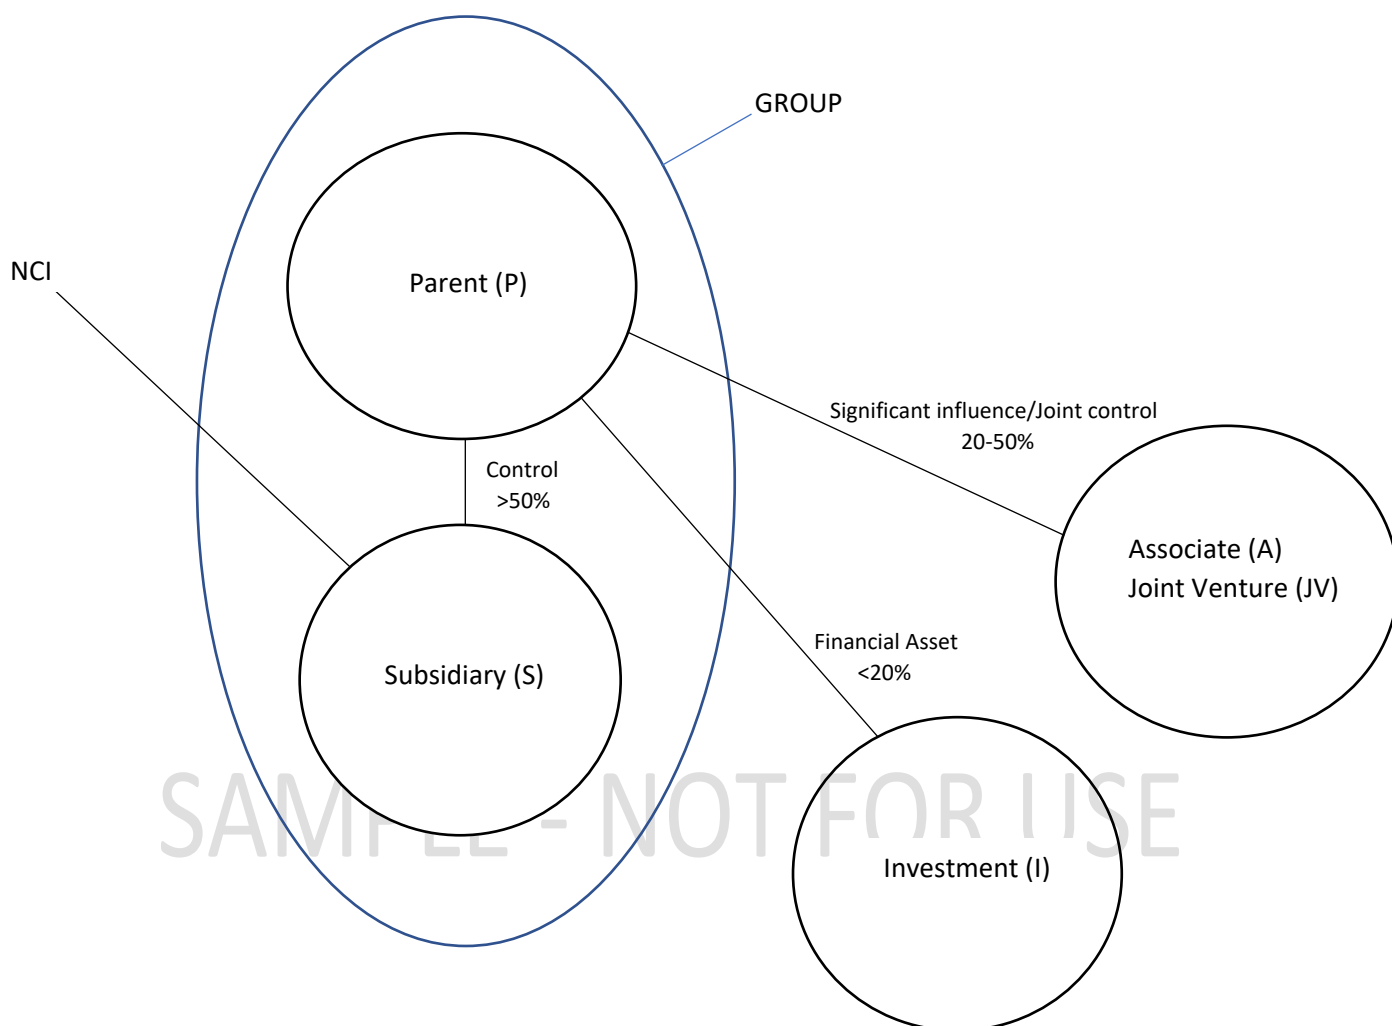 GROUP
NCI
Parent (P)
Significant influence/Joint control
20-50%
Control
>50%
Associate (A)
Joint Venture (JV)
Financial Asset
<20%
Subsidiary (S)
SAMPLE - NOT FOR USE
Investment (I)